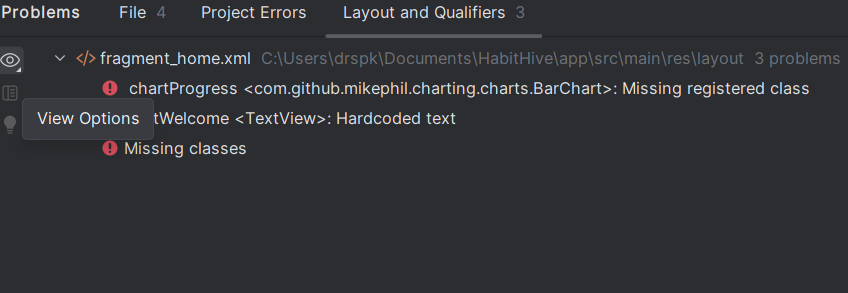 Problems File 4 Project Errors Layout and Qualifiers 3
</> fragment_home.xml C:\Users\drspk\Documents\HabitHive\app\src\main\res\layout 3 problems
chartProgress <com.github.mikephil.charting.charts.BarChart>: Missing registered class
View Options
tWelcome <TextView>: Hardcoded text
Missing classes